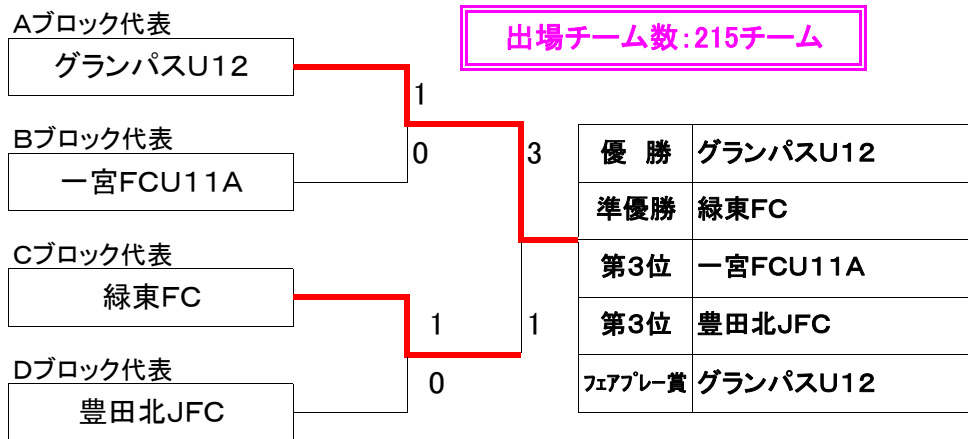 出場チーム数：215チーム
Aブロック代表
グランパスU12
1
Bブロック代表
0
一宮FCU11A
3
Cブロック代表
緑東FC
1
1
Dブロック代表
0
豊田北JFC
優　勝 グランパスU12
準優勝 緑東FC
第3位 一宮FCU11A
第3位 豊田北JFC
ﾌｪｱﾌﾟﾚｰ賞 グランパスU12